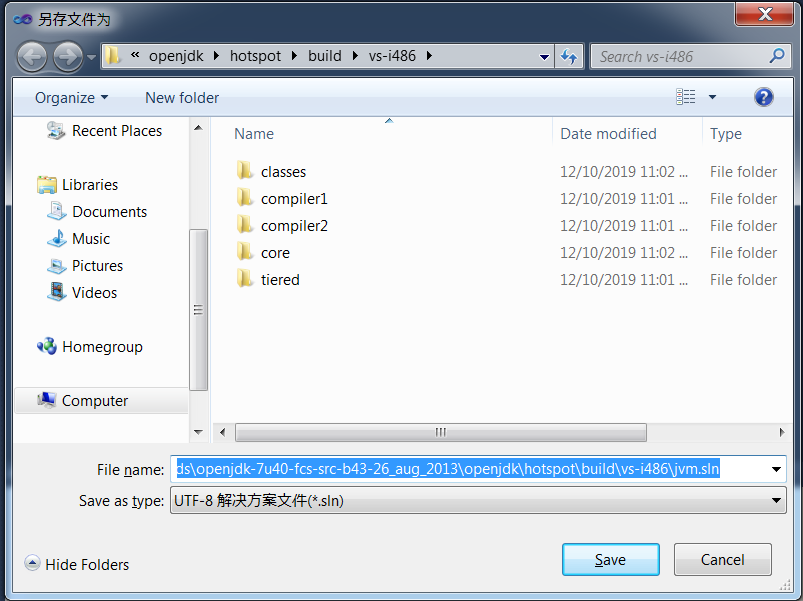 另存文件为
« openjdk hotspot build vs-i486
Search vs-i486
Organize New folder
Recent Places
Libraries
Documents
Music
Pictures
Videos
Homegroup
Computer
Name Date modified Type
classes 12/10/2019 11:02 ... File folder
compiler1 12/10/2019 11:01 ... File folder
compiler2 12/10/2019 11:01 ... File folder
core 12/10/2019 11:02 ... File folder
tiered 12/10/2019 11:01 ... File folder
File name: ds\openjdk-7u40-fcs-src-b43-26_aug_2013\openjdk\hotspot\build\vs-i486\jvm.sln
Save as type: UTF-8 解决方案文件(*.sln)
Hide Folders Save Cancel